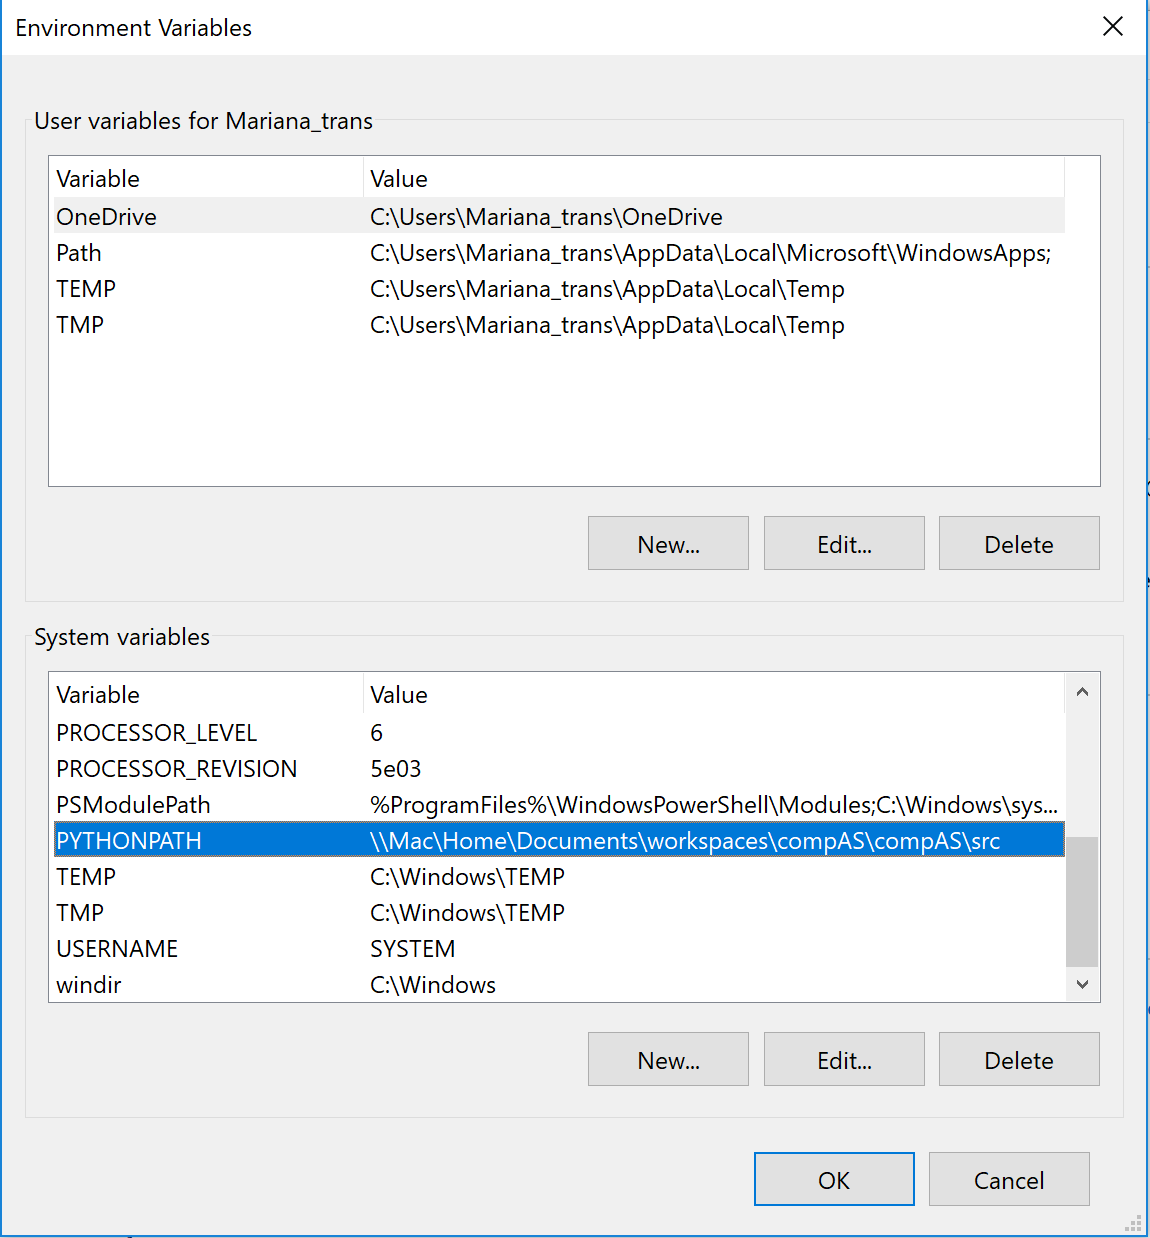 Environment Variables
User variables for Mariana_trans
Variable Value
OneDrive C:\Users\Mariana_trans\OneDrive
Path C:\Users\Mariana_trans\AppData\Local\Microsoft\WindowsApps;
TEMP C:\Users\Mariana_trans\AppData\Local\Temp
TMP C:\Users\Mariana_trans\AppData\Local\Temp
New... Edit... Delete
System variables
Variable Value
PROCESSOR_LEVEL 6
PROCESSOR_REVISION 5e03
PSModulePath %ProgramFiles%\WindowsPowerShell\Modules;C:\Windows\sys...
PYTHONPATH \\Mac\Home\Documents\workspaces\compAS\compAS\src
TEMP C:\Windows\TEMP
TMP C:\Windows\TEMP
USERNAME SYSTEM
windir C:\Windows
New... Edit... Delete
OK Cancel